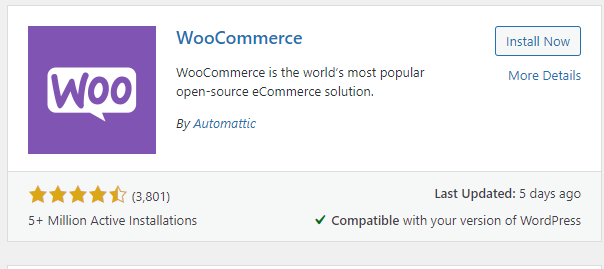 WOO
WooCommerce
Install Now
More Details
WooCommerce is the world's most popular
open-source eCommerce solution.
By Automattic
(3,801)
5+ Million Active Installations
Last Updated: 5 days ago
Compatible with your version of WordPress